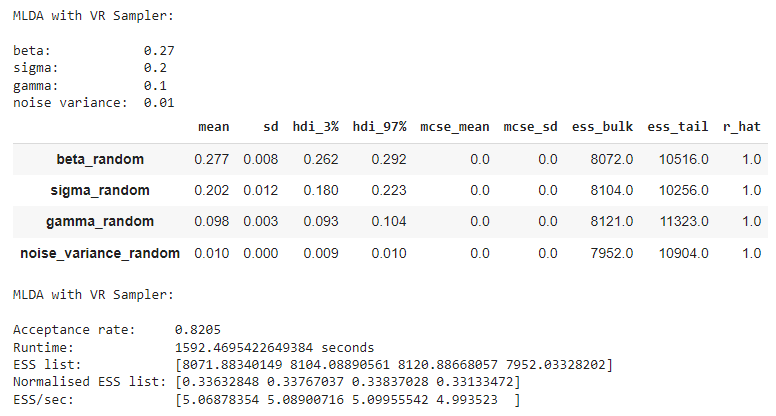 MLDA with VR Sampler:
beta: 0.27
sigma: 0.2
gamma: 0.1
noise variance: 0.01
mean sd hdi_3% hdi_97% mcse_mean mcse_sd ess_bulk ess_tail r_hat
beta_random 0.277 0.008 0.262 0.292 0.0 0.0 8072.0 10516.0 1.0
sigma_random 0.202 0.012 0.180 0.223 0.0 0.0 8104.0 10256.0 1.0
gamma_random 0.098 0.003 0.093 0.104 0.0 0.0 8121.0 11323.0 1.0
noise_variance_random 0.010 0.000 0.009 0.010 0.0 0.0 7952.0 10904.0 1.0
MLDA with VR Sampler:
Acceptance rate: 0.8205
Runtime: 1592.4695422649384 seconds
ESS list: [8071.88340149 8104.08890561 8120.88668057 7952.03328202]
Normalised ESS list: [0.33632848 0.33767037 0.33837028 0.33133472]
ESS/sec: [5.06878354 5.08900716 5.09955542 4.993523 ]